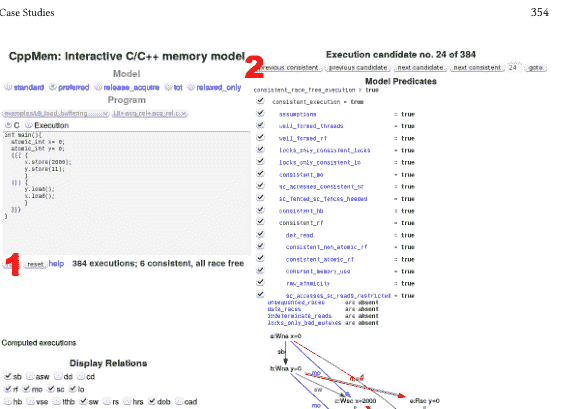 Case Studies
354
CppMem: Interactive C/C++ memory model
Model
standard preferred release_acquire tot relaxed_only
Program
C Execution
int main(){
atomic_int x= 0;
atomic_int y= 0;
{{{ {
x.store(2000);
y.store(11);
}
||| {
y.load();
x.load();
}
}}}
}
1
reset help 384 executions; 6 consistent, all race free
Computed executions
Display Relations
sb asw dd cd
rf mo sc lo
hb vse ithb sw rs hrs dob cad
2
Execution candidate no. 24 of 384
previous consistent previous candidate next candidate next consistent 24 goto
Model Predicates
consistent_race_free_execution = true
consistent_execution = true
assumptions = true
well_formed_threads = true
well_formed_rf = true
locks_only_consistent_locks = true
locks_only_consistent_lo = true
consistent_mo = true
sc_accesses_consistent_sc = true
sc_fenced_sc_fences_heeded = true
consistent_hb = true
consistent_rf = true
det_read = true
consistent_non_atomic_rf = true
consistent_atomic_rf = true
coherent_memory_use = true
rmw_atomicity = true
sc_accesses_sc_reads_restricted = true
unsequenced_races are absent
data_races are absent
indeterminate_reads are absent
locks_only_bad_mutexes are absent
a:Wna x=0
sb
b:Wna y=0
mo
sw
c:Wsc x=2000
e:Rsc y=0
mo